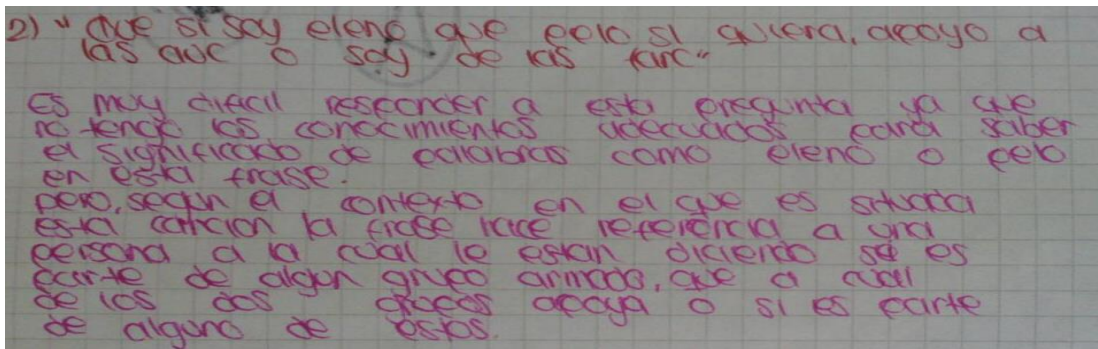 2) " Que si soy eleno que eelo si quiera, apoyo a
las auc o soy de las farc"
Es muy dificil responder a esta pregunta ya que
no tengo los conocimientos adecuados para saber
el significado de palabras como eleno o pelo
en esta frase.
pero, según el contexto en el que es situada
esta canción la frase hace referencia a una
persona a la cual le estan diciendo se es
parte de algun grupo armado, que a cual
de los dos grupos apoya o si es parte
de alguno de estos.